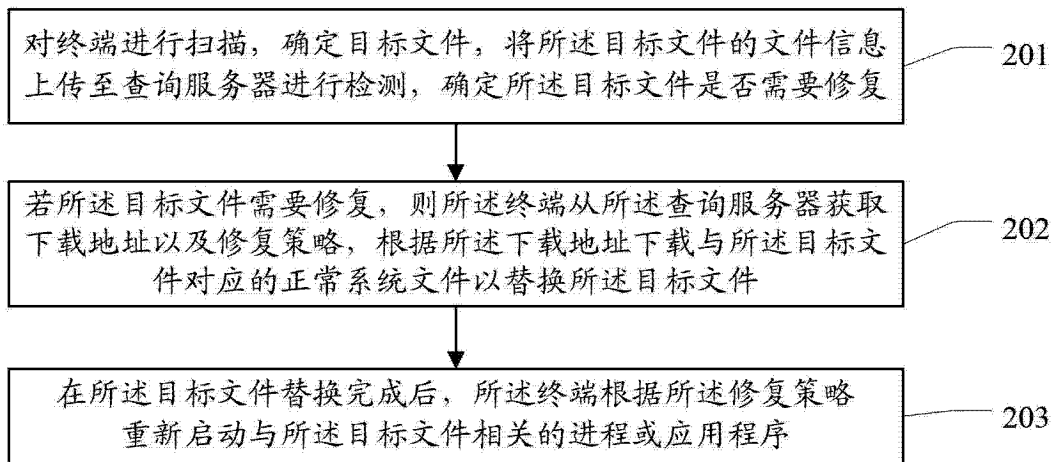 对终端进行扫描，确定目标文件，将所述目标文件的文件信息
上传至查询服务器进行检测，确定所述目标文件是否需要修复
201
若所述目标文件需要修复，则所述终端从所述查询服务器获取
下载地址以及修复策略，根据所述下载地址下载与所述目标文
件对应的正常系统文件以替换所述目标文件
202
在所述目标文件替换完成后，所述终端根据所述修复策略
重新启动与所述目标文件相关的进程或应用程序
203